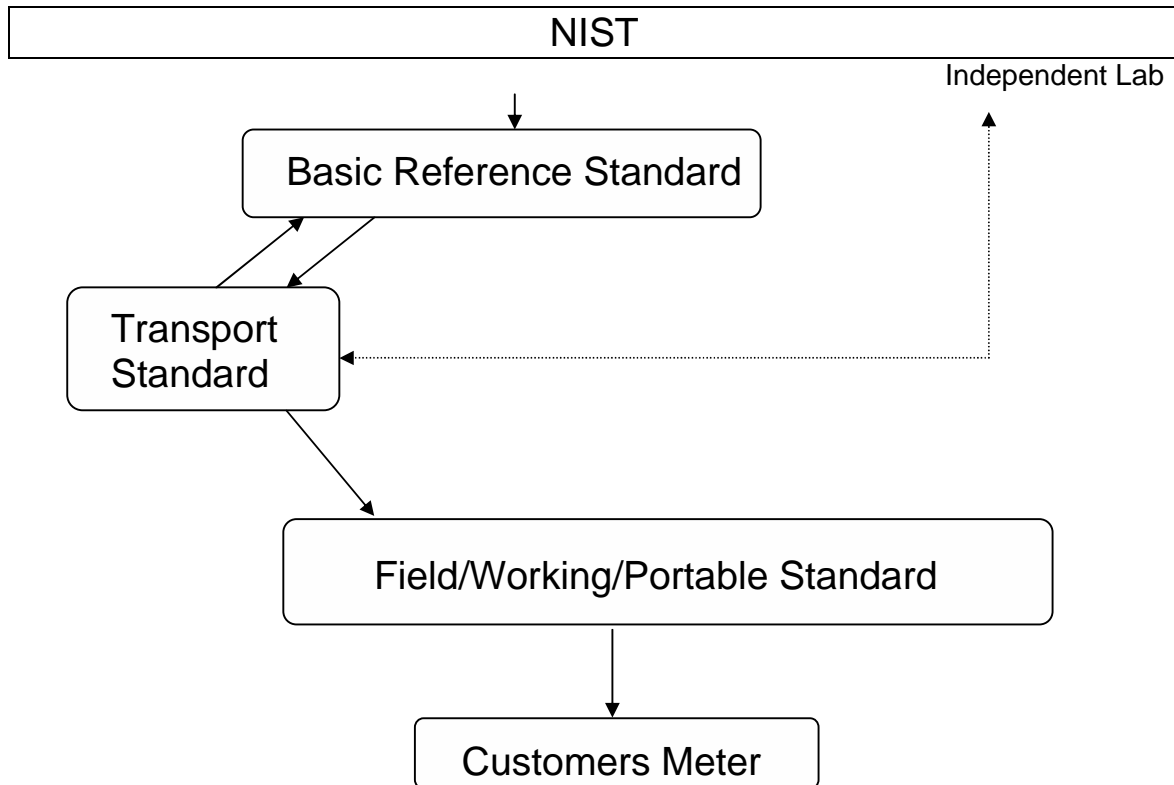 NIST
Independent Lab
Basic Reference Standard
Transport
Standard
Field/Working/Portable Standard
Customers Meter